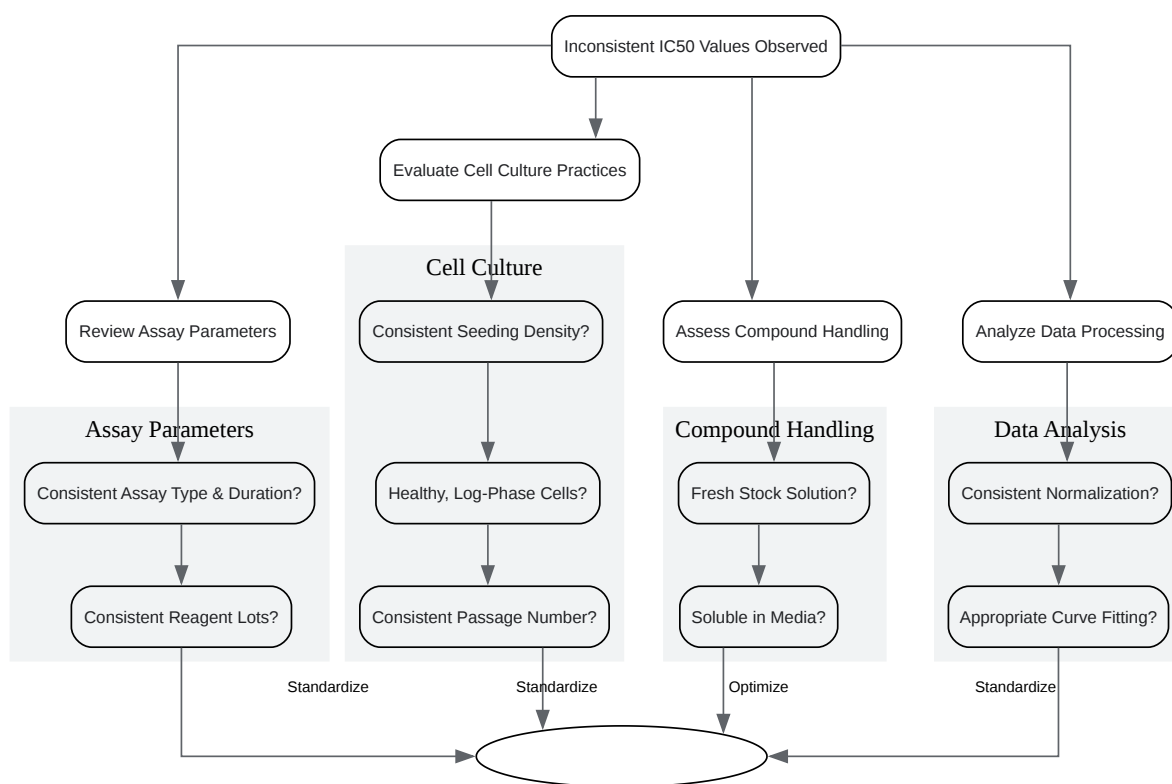 Inconsistent IC50 Values Observed
Evaluate Cell Culture Practices
Cell Culture
Review Assay Parameters
Consistent Seeding Density?
Assess Compound Handling
Analyze Data Processing
Assay Parameters
Compound Handling
Data Analysis
Consistent Assay Type & Duration?
Healthy, Log-Phase Cells?
Fresh Stock Solution?
Consistent Normalization?
Consistent Reagent Lots?
Consistent Passage Number?
Soluble in Media?
Appropriate Curve Fitting?
Standardize
Standardize
Optimize
Standardize